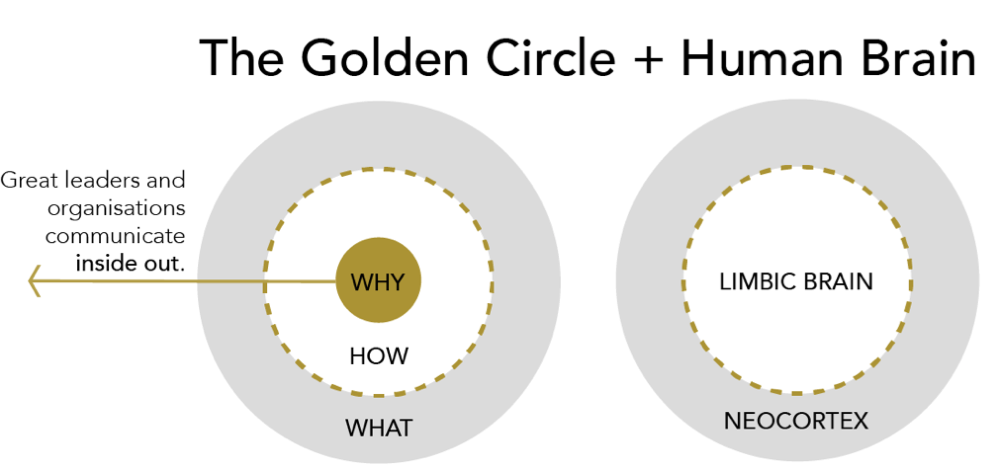 The Golden Circle + Human Brain
Great leaders and
organisations
communicate
inside out.
WHY
HOW
WHAT
LIMBIC BRAIN
NEOCORTEX